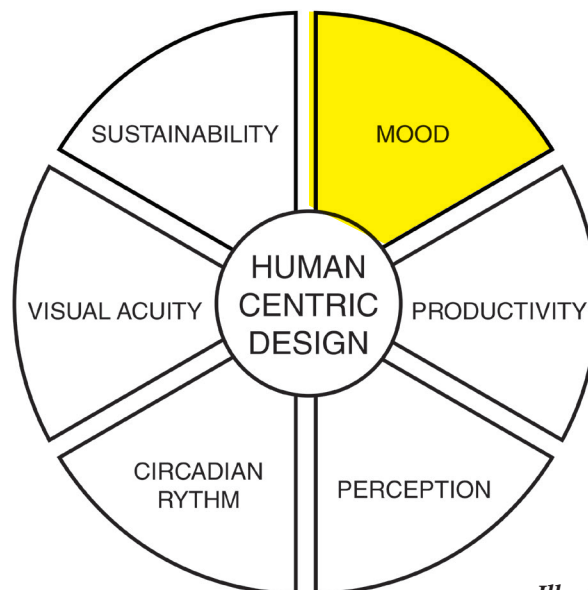 SUSTAINABILITY
MOOD
HUMAN
CENTRIC
DESIGN
VISUAL ACUITY
PRODUCTIVITY
CIRCADIAN
RYTHM
PERCEPTION